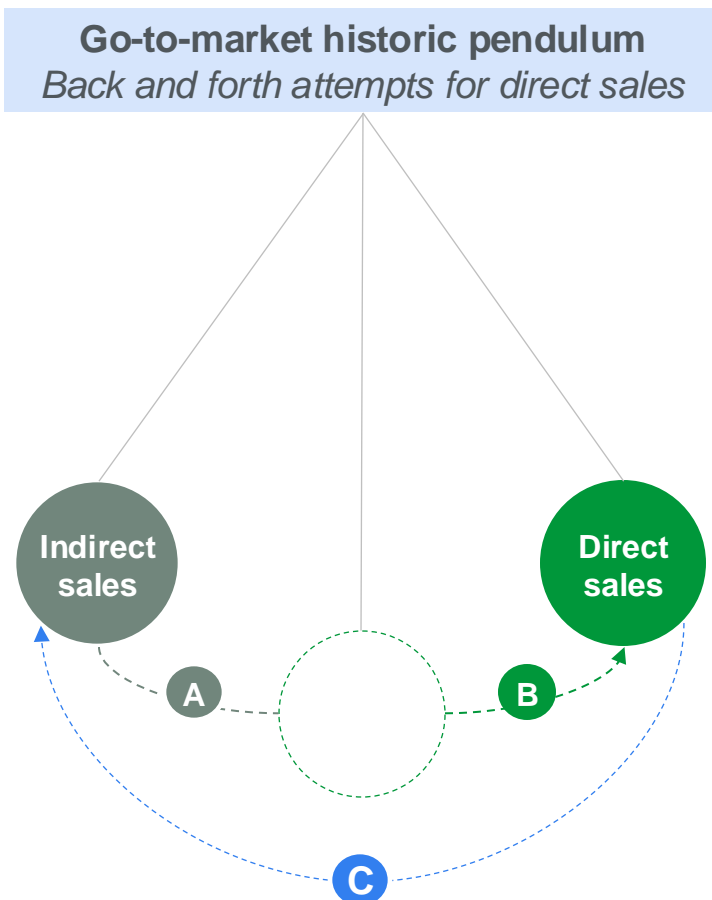 Go-to-market historic pendulum
Back and forth attempts for direct sales
Indirect
sales
Direct
sales
A
B
C